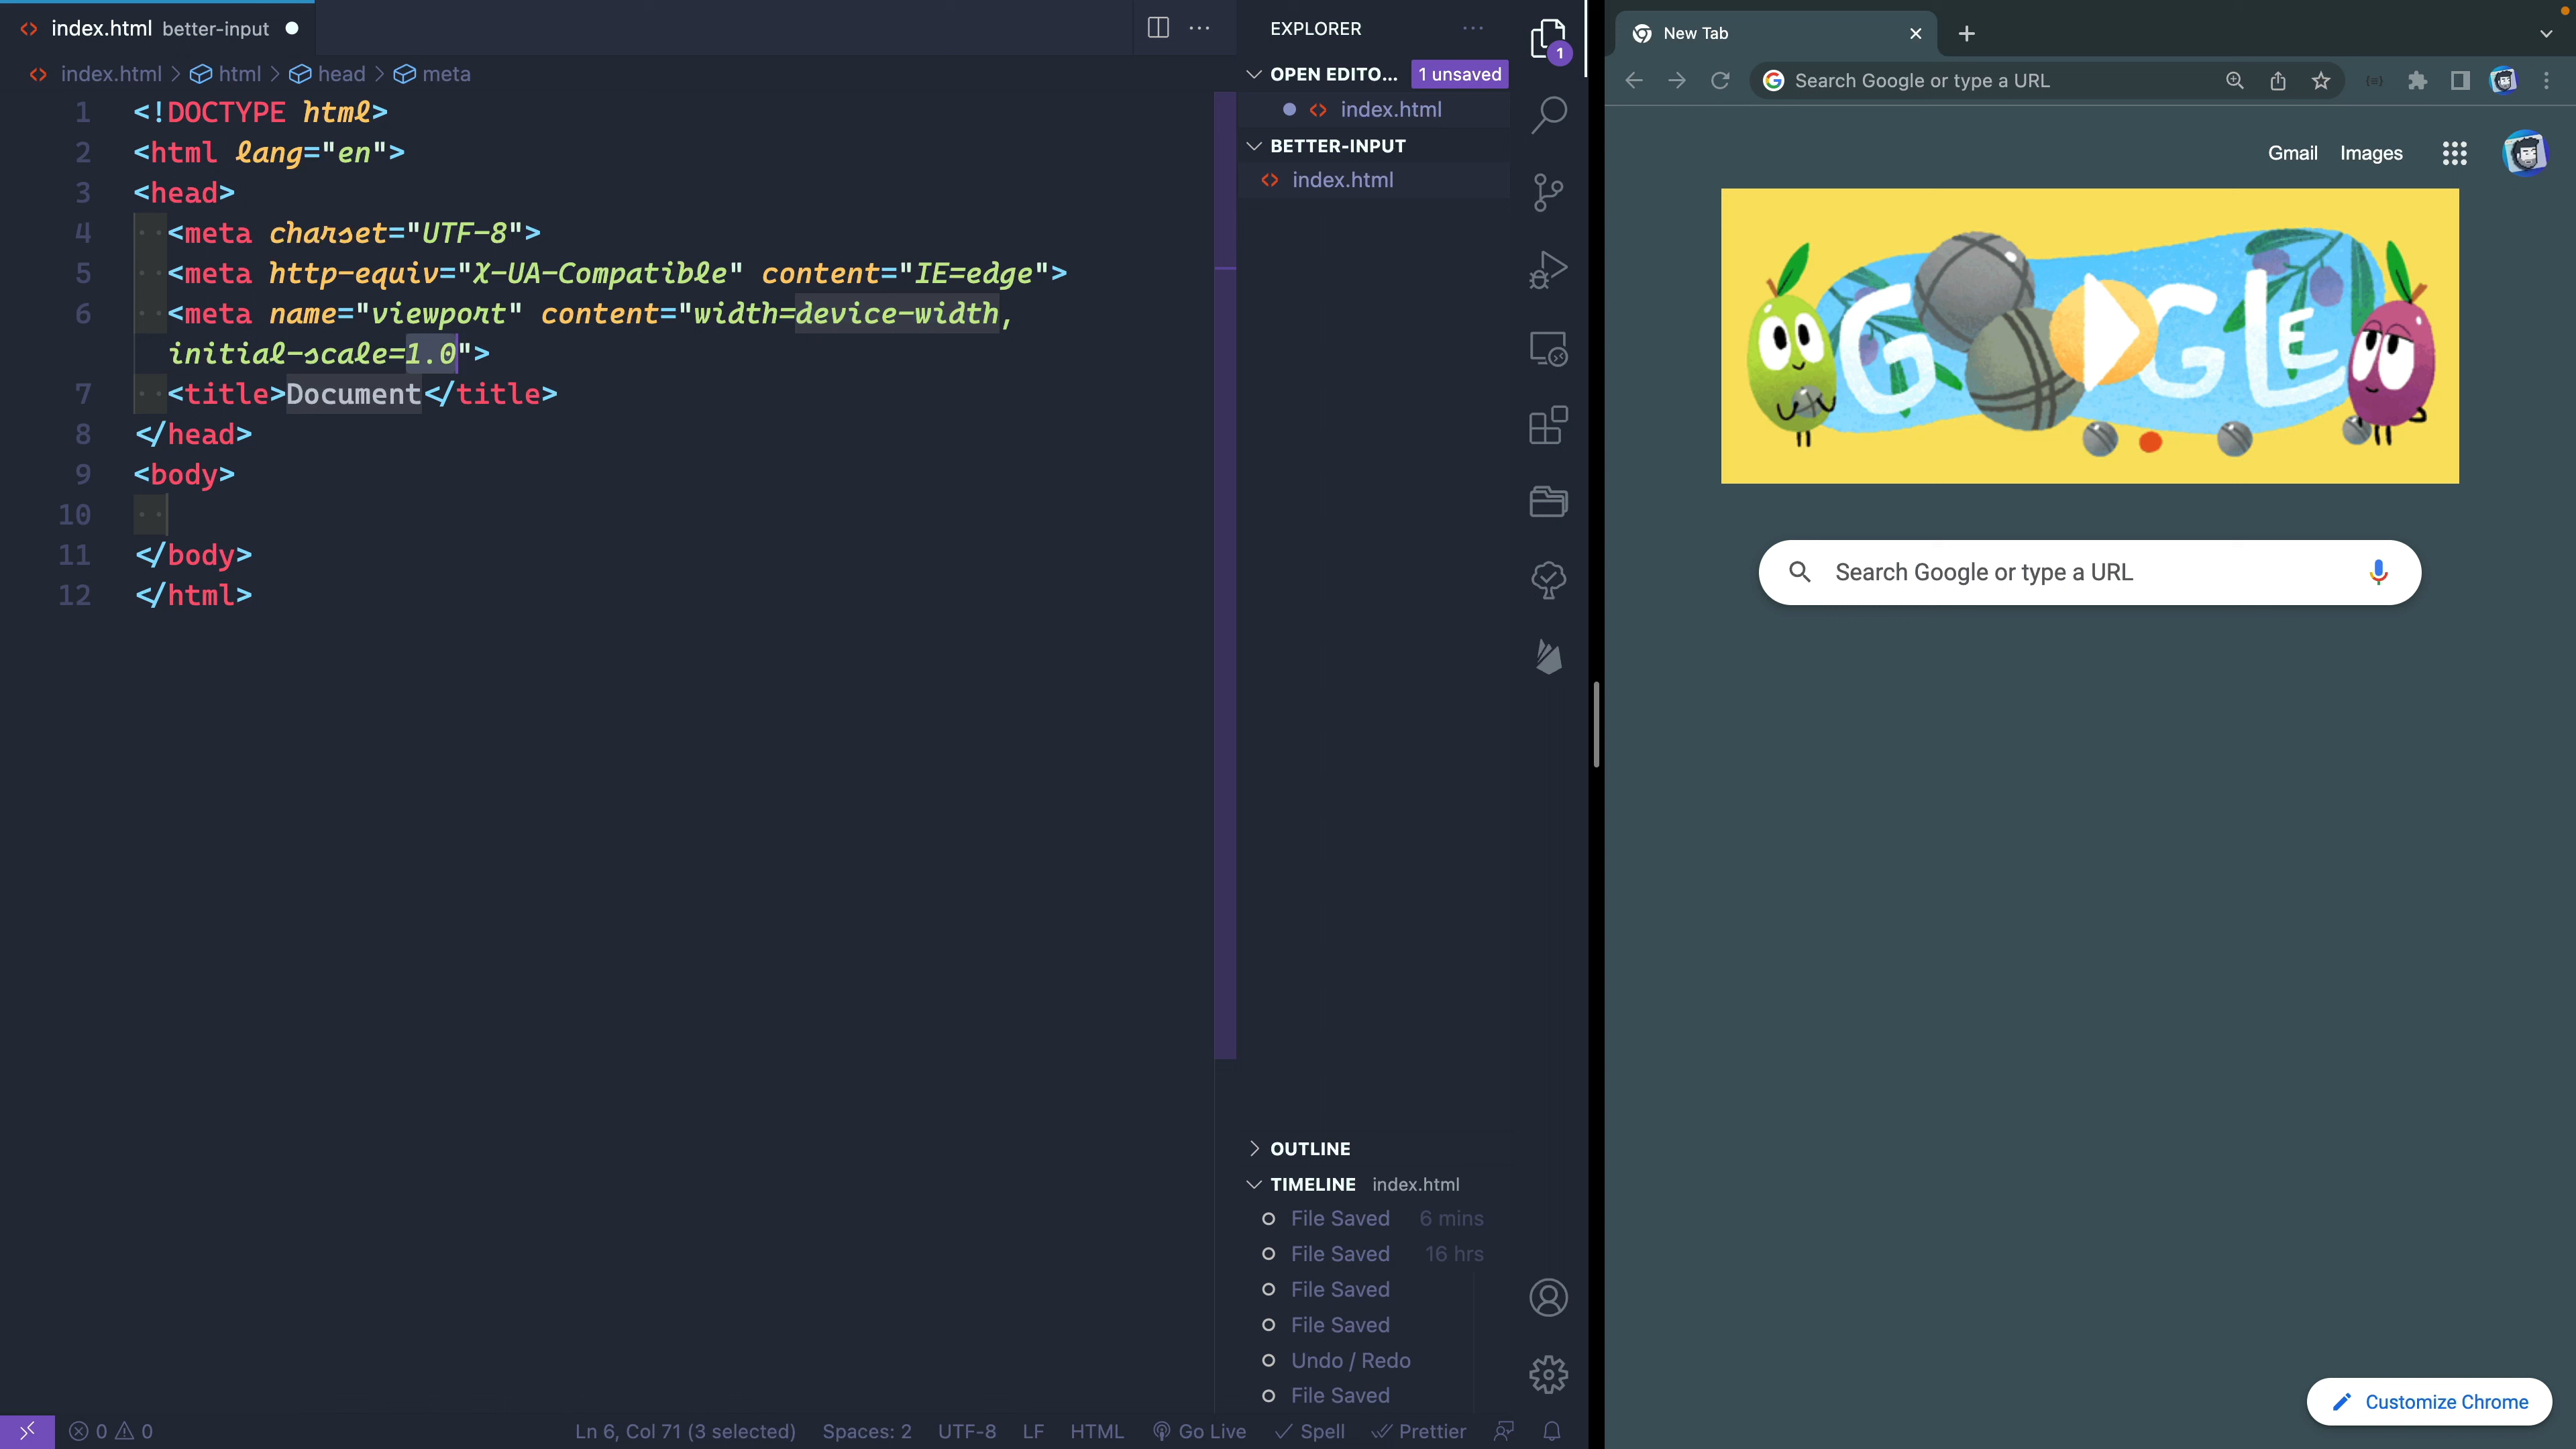 index.html better-input
index.html > html > head > meta
1 <!DOCTYPE html>
2 <html lang="en">
3 <head>
4 <meta charset="UTF-8">
5 <meta http-equiv="X-UA-Compatible" content="IE=edge">
6 <meta name="viewport" content="width=device-width,
initial-scale=1.0">
7 <title>Document</title>
8 </head>
9 <body>
10
11 </body>
12 </html>
EXPLORER
OPEN EDITO... 1 unsaved
index.html
BETTER-INPUT
index.html
1
OUTLINE
TIMELINE index.html
File Saved 6 mins
File Saved 16 hrs
File Saved
File Saved
Undo / Redo
File Saved
0 0
Ln 6, Col 71 (3 selected) Spaces: 2 UTF-8 LF HTML Go Live Spell Prettier
New Tab
Search Google or type a URL
Gmail Images
GOOGLE
Search Google or type a URL
Customize Chrome